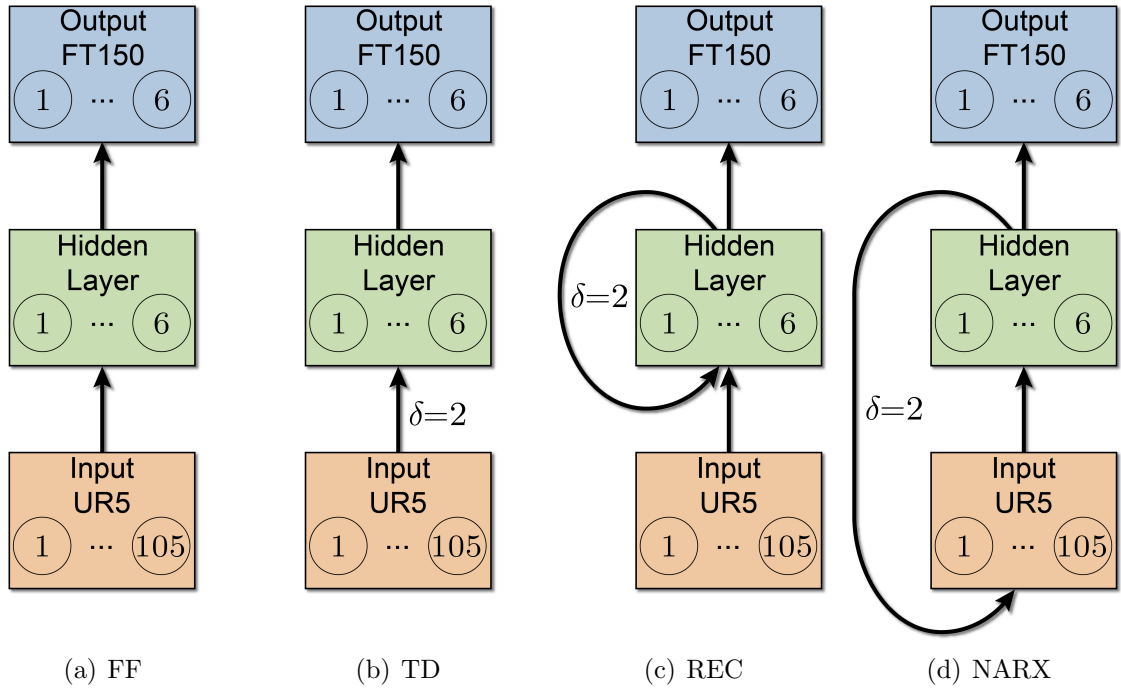 Output
FT150
1 ... 6
Hidden
Layer
1 ... 6
Input
UR5
1 ... 105
(a) FF
Output
FT150
1 ... 6
Hidden
Layer
1 ... 6
δ=2
Input
UR5
1 ... 105
(b) TD
Output
FT150
1 ... 6
δ=2
Hidden
Layer
1 ... 6
Input
UR5
1 ... 105
(c) REC
Output
FT150
1 ... 6
Hidden
Layer
1 ... 6
δ=2
Input
UR5
1 ... 105
(d) NARX